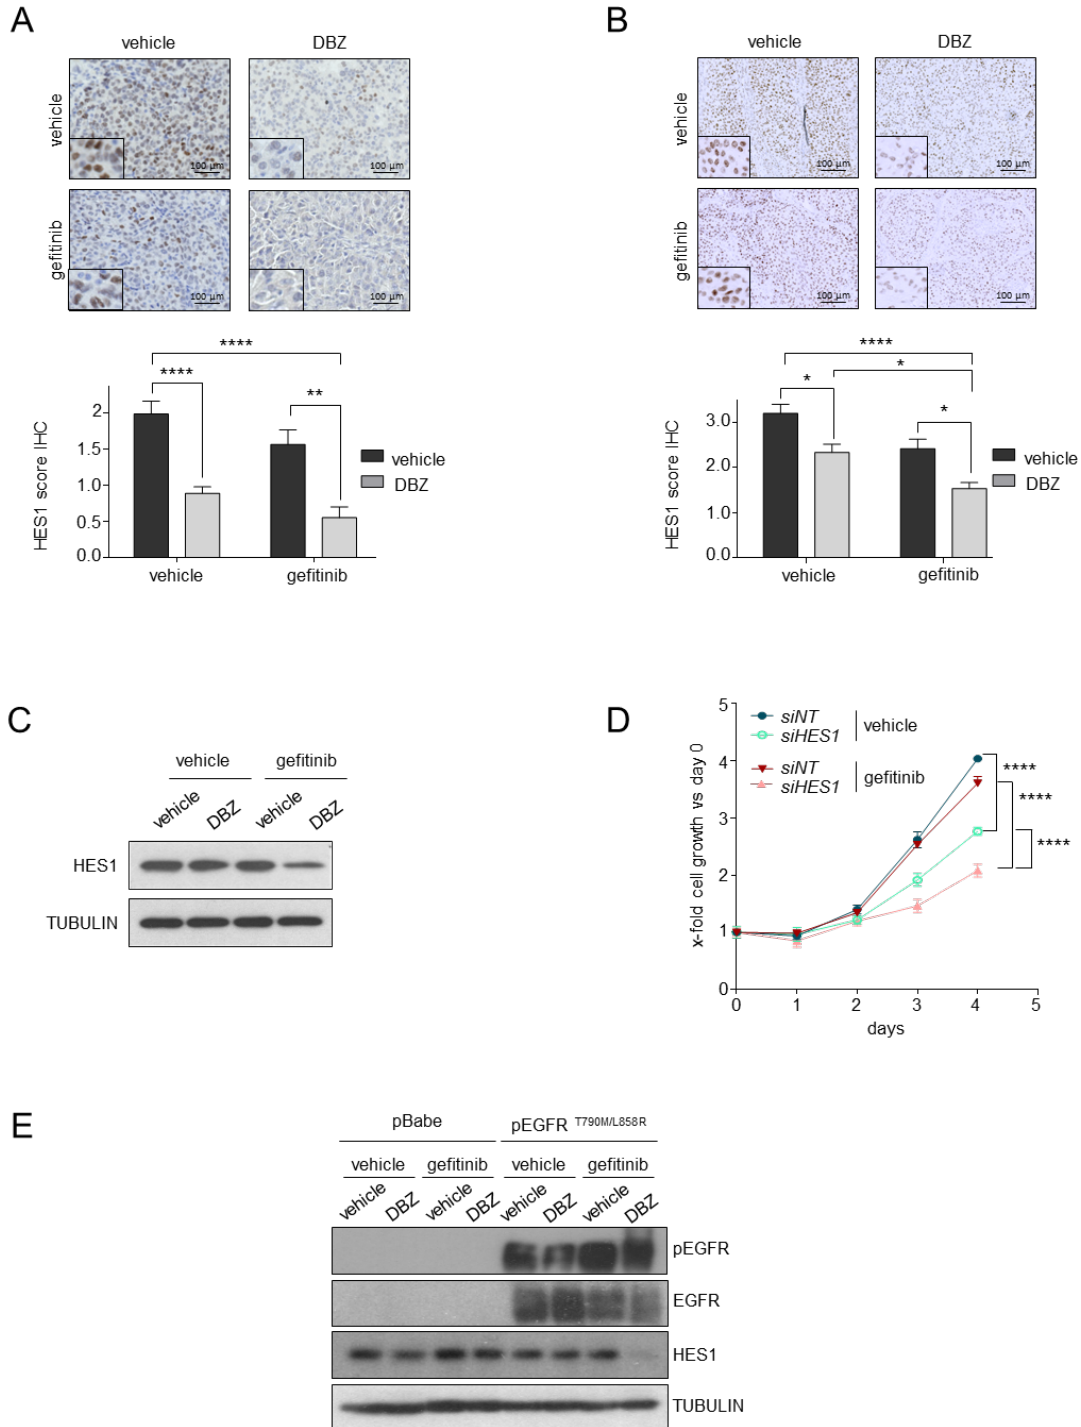 A
vehicle DBZ
vehicle
100 µm 100 µm
gefitinib
100 µm 100 µm
****
**** **
HES1 score IHC
2
1.5
1.0
0.5
0.0
vehicle
DBZ
vehicle gefitinib
B
vehicle DBZ
vehicle
100 µm 100 µm
gefitinib
100 µm 100 µm
****
*
* *
HES1 score IHC
3.0
2.0
1.0
0.0
vehicle
DBZ
vehicle gefitinib
C
vehicle gefitinib
vehicle DBZ vehicle DBZ
HES1
TUBULIN
D
x-fold cell growth vs day 0
5
4
3
2
1
0
siNT
siHES1
vehicle
siNT
siHES1
gefitinib
****
****
****
0 1 2 3 4 5
days
E
pBabe pEGFR T790M/L858R
vehicle gefitinib vehicle gefitinib
vehicle DBZ vehicle DBZ vehicle DBZ vehicle DBZ
pEGFR
EGFR
HES1
TUBULIN